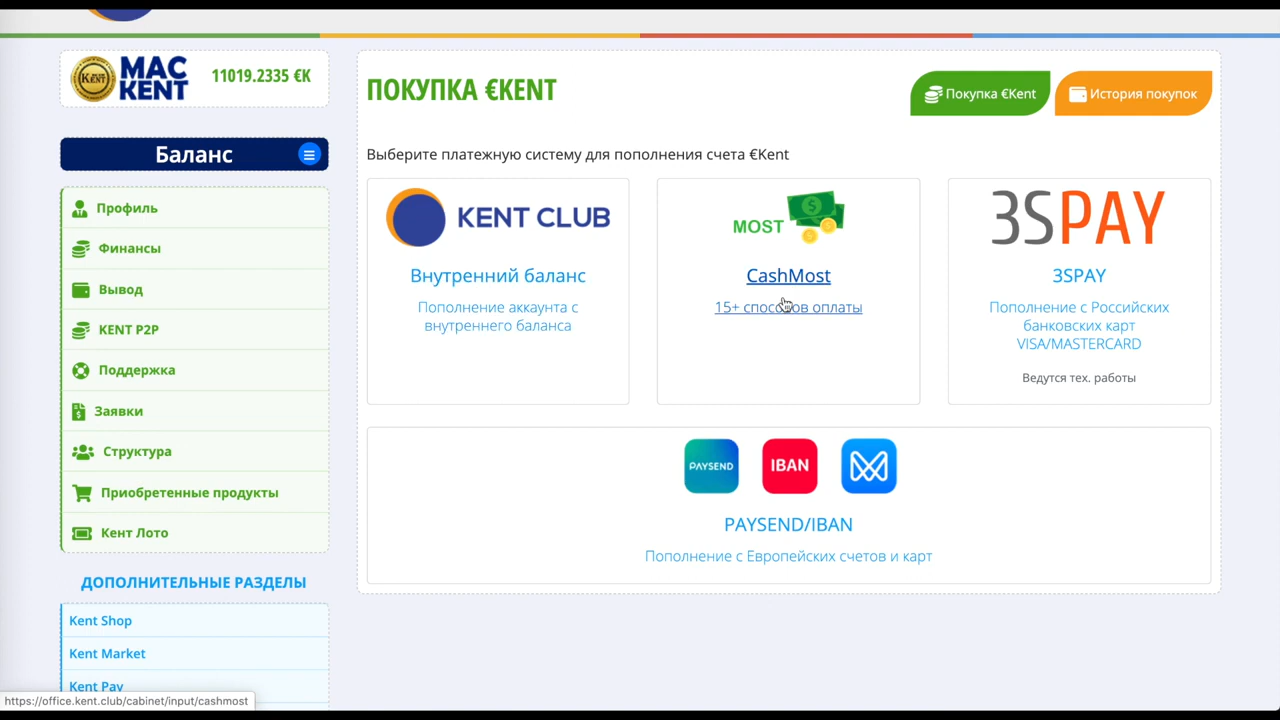 KENT
MAC
KENT
11019.2335 €K
Баланс
Профиль
Финансы
Вывод
KENT P2P
Поддержка
Заявки
Структура
Приобретенные продукты
Кент Лото
ДОПОЛНИТЕЛЬНЫЕ РАЗДЕЛЫ
Kent Shop
Kent Market
Kent Pay
ПОКУПКА €KENT
Покупка €Kent
История покупок
Выберите платежную систему для пополнения счета €Kent
KENT CLUB
Внутренний баланс
Пополнение аккаунта с
внутреннего баланса
MOST
CashMost
15+ способов оплаты
3SPAY
3SPAY
Пополнение с Российских
банковских карт
VISA/MASTERCARD
Ведутся тех. работы
PAYSEND
IBAN
PAYSEND/IBAN
Пополнение с Европейских счетов и карт
https://office.kent.club/cabinet/input/cashmost